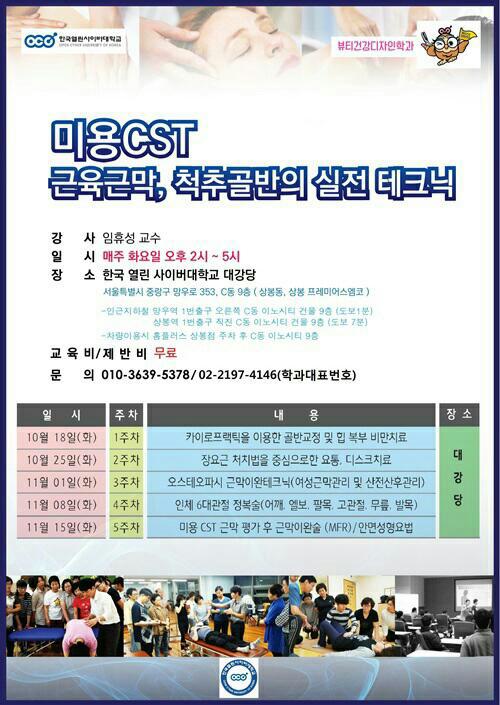 한국열린사이버대학교
OPEN CYBER UNIVERSITY OF KOREA
뷰티건강디자인학과
미용CST
근육근막, 척추골반의 실전 테크닉
강 사 임휴성 교수
일 시 매주 화요일 오후 2시 ~ 5시
장 소 한국 열린 사이버대학교 대강당
서울특별시 중랑구 망우로 353, C동 9층 ( 상봉동, 상봉 프레미어스엠코 )
-인근지하철 망우역 1번출구 오른쪽 C동 이노시티 건물 9층 (도보1분)
상봉역 1번출구 직진 C동 이노시티 건물 9층 (도보 7분)
-차량이용시 홈플러스 상봉점 주차 후 C동 이노시티 9층
교 육 비/제 반 비 무료
문 의 010-3639-5378 / 02-2197-4146(학과대표번호)
일 시 주 차 내 용 장 소
10월 18일(화) 1주차 카이로프랙틱을 이용한 골반교정 및 힙 복부 비만치료
10월 25일(화) 2주차 장요근 처치법을 중심으로한 요통, 디스크치료
11월 01일(화) 3주차 오스테오파시 근막이완테크닉(여성근막관리 및 산전산후관리)
11월 08일(화) 4주차 인체 6대관절 정복술(어깨. 엘보. 팔목. 고관절. 무릎, 발목)
11월 15일(화) 5주차 미용 CST 근막 평가 후 근막이완술 (MFR)/안면성형요법
대강당